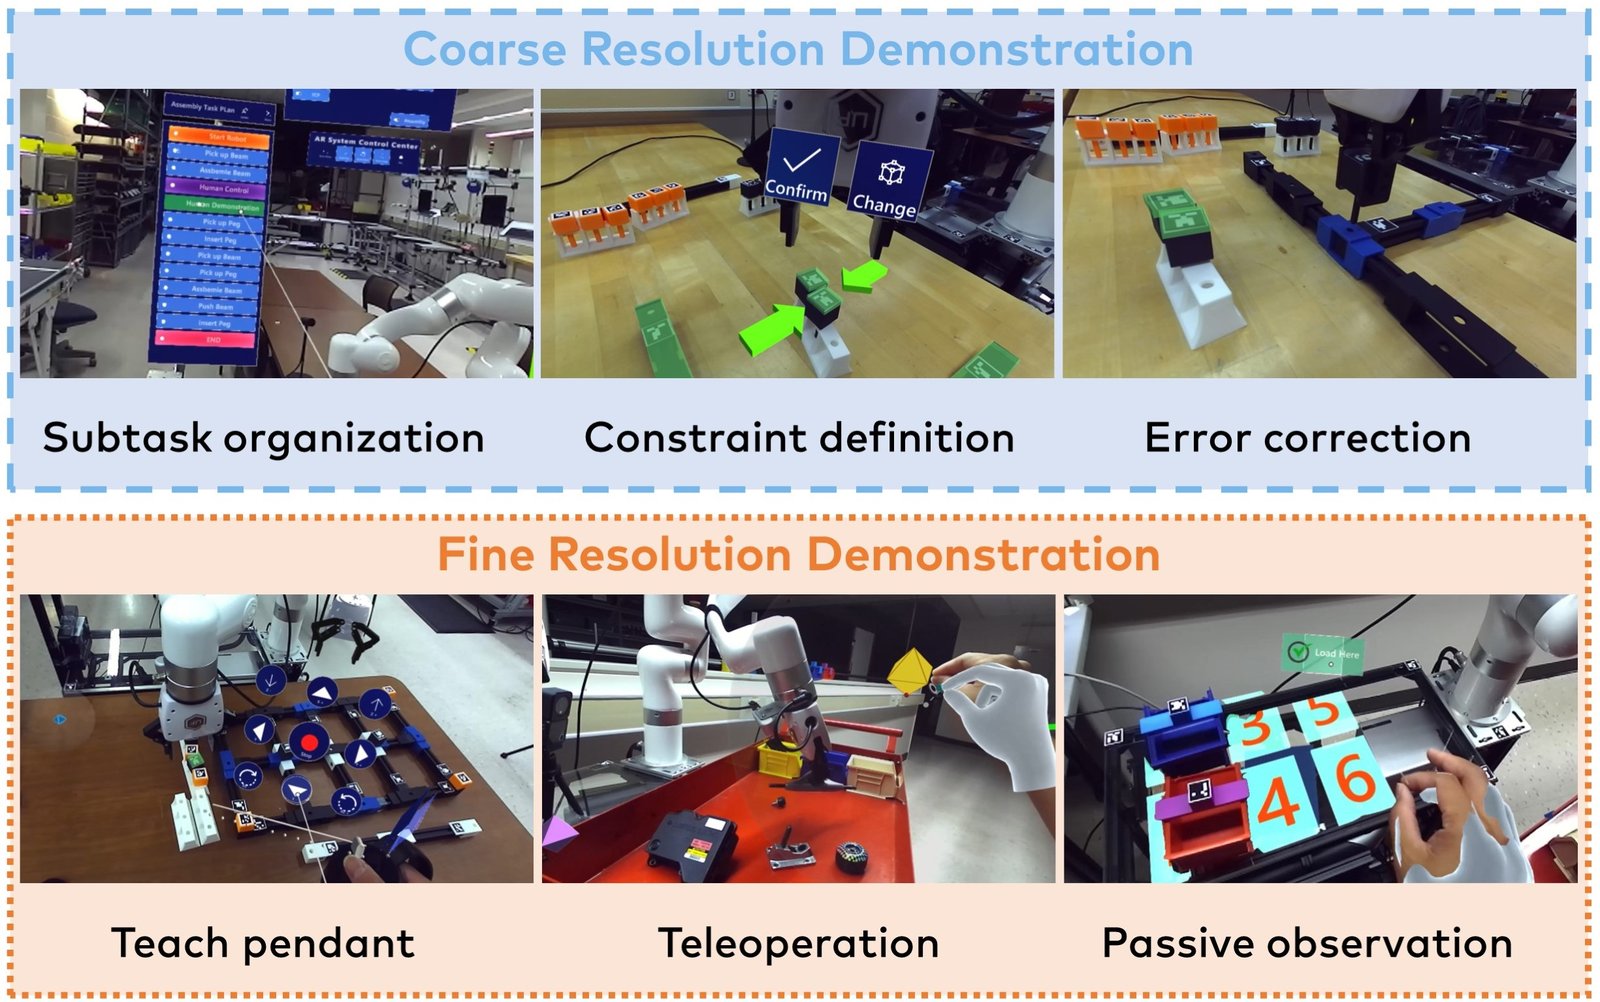 Coarse Resolution Demonstration
Assembly Task PLan
Start Robot
Pick up Beam
Assbemle Beam
Human Control
Human Demonstration
Pick up Peg
Insert Peg
Pick up Beam
Pick up Peg
Assbemle Beam
Push Beam
Insert Peg
END
AR System Control Center
Confirm
Change
Subtask organization
Constraint definition
Error correction
Fine Resolution Demonstration
Load Here
3 5
4 6
Teach pendant
Teleoperation
Passive observation